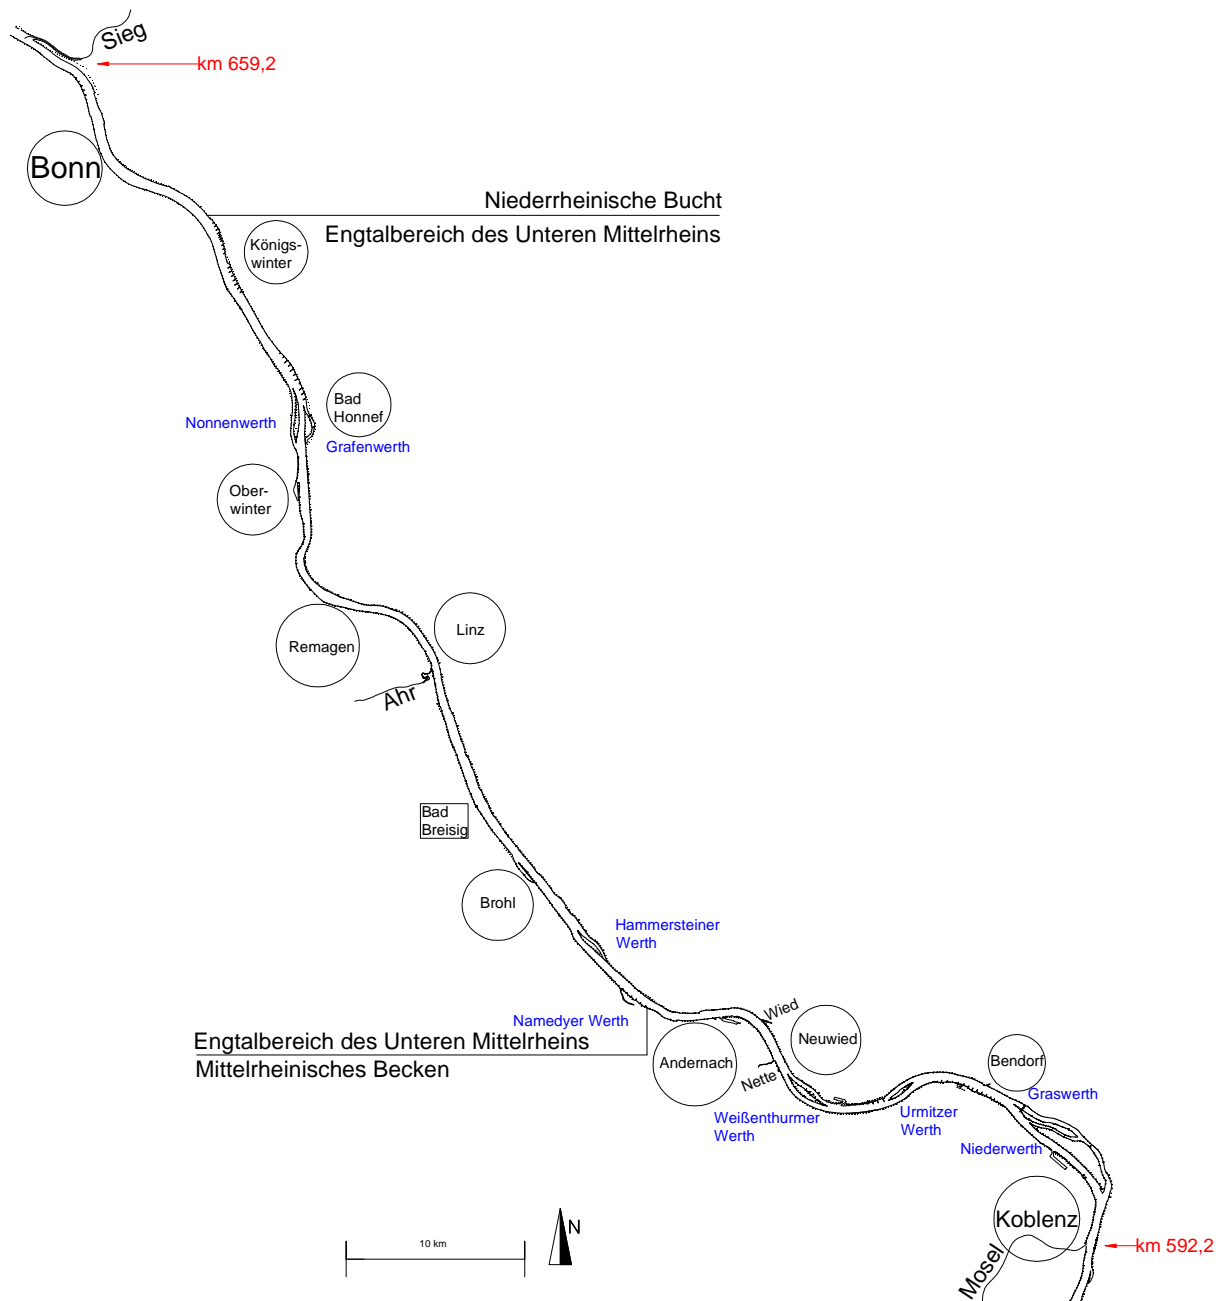 Sieg
km 659,2
Bonn
Niederrheinische Bucht
Engtalbereich des Unteren Mittelrheins
Königs-
winter
Bad
Honnef
Nonnenwerth
Grafenwerth
Ober-
winter
Linz
Remagen
Ahr
Bad
Breisig
Brohl
Hammersteiner
Werth
Namedyer Werth
Wied
Engtalbereich des Unteren Mittelrheins
Mittelrheinisches Becken
Andernach
Neuwied
Nette
Bendorf
Graswerth
Weißenthurmer
Werth
Urmitzer
Werth
Niederwerth
Koblenz
N
10 km
km 592,2
Mosel